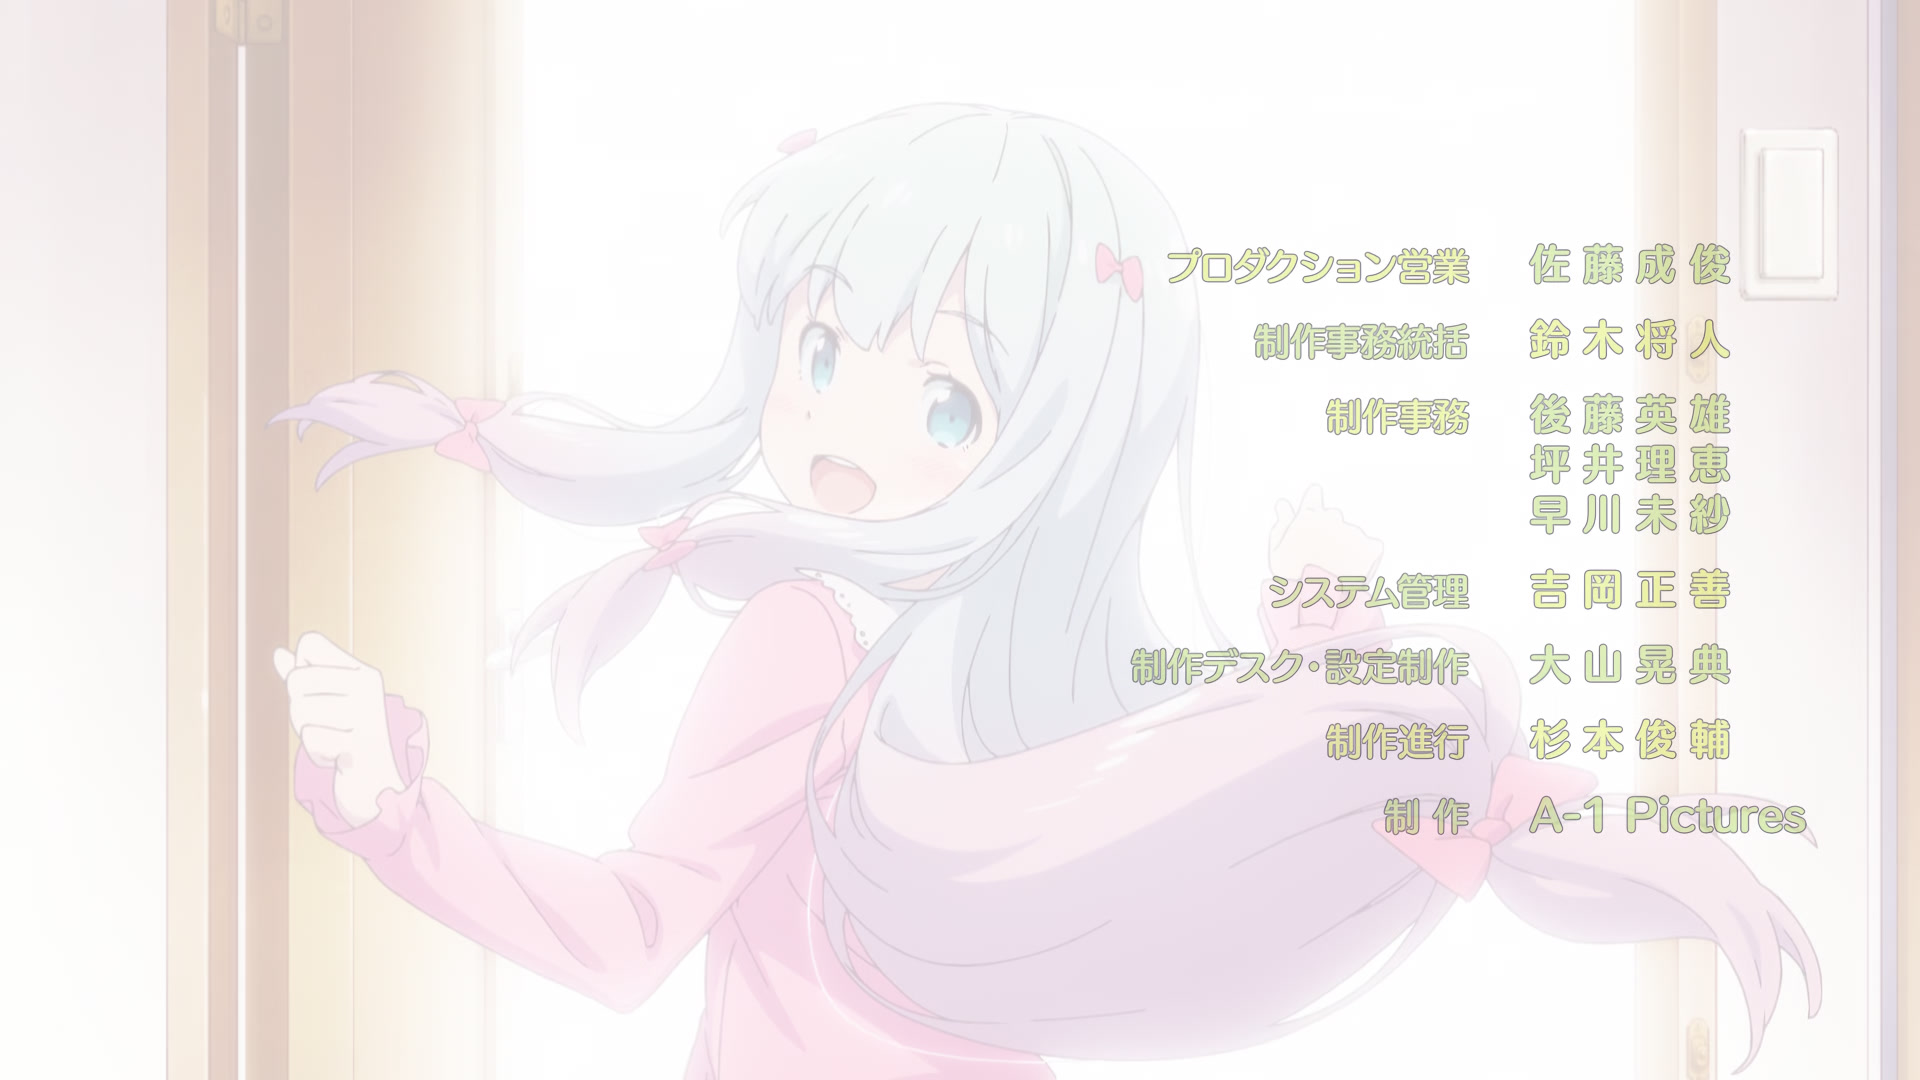 プロダクション営業 佐藤成俊
制作事務統括 鈴木将人
制作事務 後藤英雄
坪井理恵
早川未紗
システム管理 吉岡正善
制作デスク・設定制作 大山晃典
制作進行 杉本俊輔
制作 A-1 Pictures